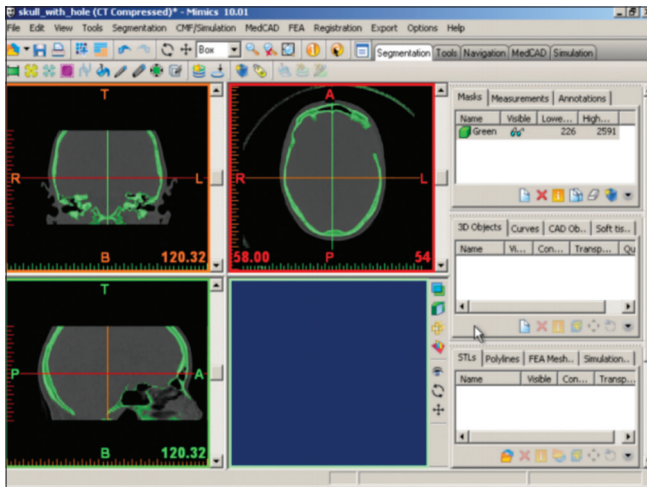 skull_with_hole (CT Compressed)* - Mimics 10.01
File Edit View Tools Segmentation CMF/Simulation MedCAD FEA Registration Export Options Help
Box Segmentation Tools Navigation MedCAD Simulation
T
R
L
B
120.32
A
R
L
58.00
P
54
Masks Measurements Annotations
Name Visible Lowe... High...
Green 226 2591
3D Objects Curves CAD Ob.. Soft tis..
Name Vi... Con... Transp... Qu
T
P
A
B
120.32
STLs Polylines FEA Mesh.. Simulation..
Name Visible Con... Transp...